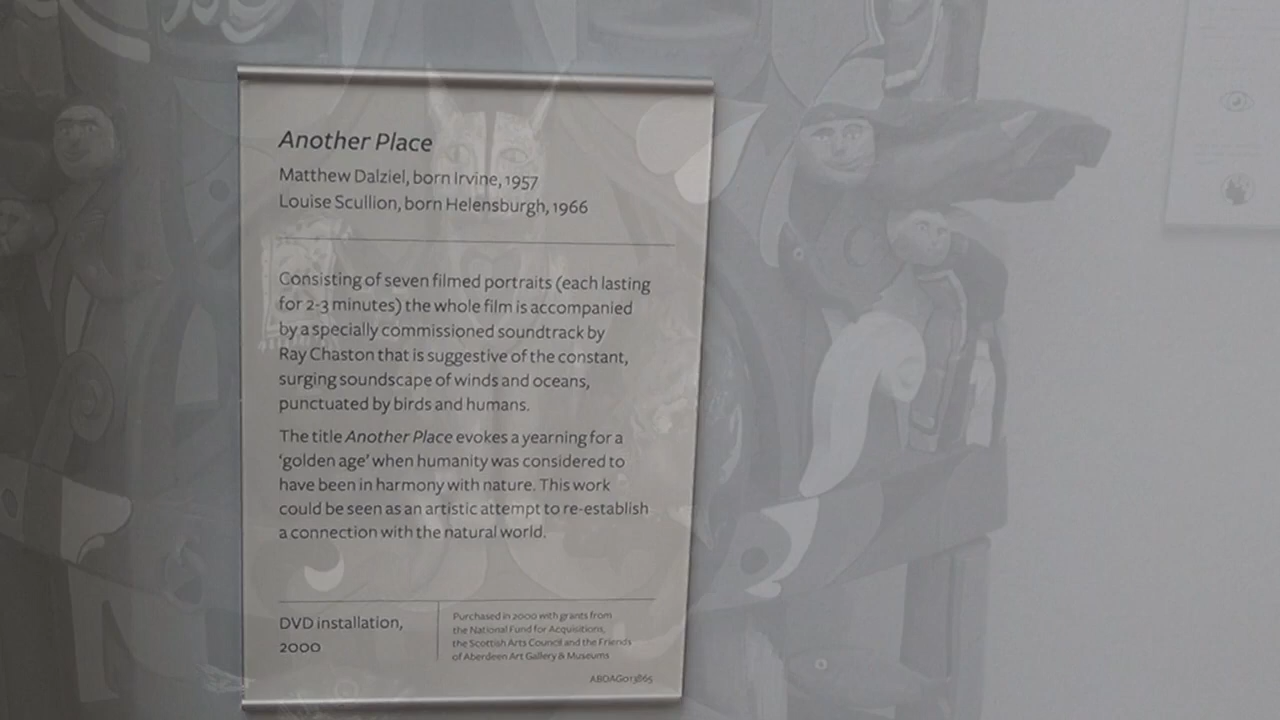 Another Place
Matthew Dalziel, born Irvine, 1957
Louise Scullion, born Helensburgh, 1966
Consisting of seven filmed portraits (each lasting
for 2-3 minutes) the whole film is accompanied
by a specially commissioned soundtrack by
Ray Chaston that is suggestive of the constant,
surging soundscape of winds and oceans,
punctuated by birds and humans.
The title Another Place evokes a yearning for a
‘golden age’ when humanity was considered to
have been in harmony with nature. This work
could be seen as an artistic attempt to re-establish
a connection with the natural world.
DVD installation,
2000
Purchased in 2000 with grants from
the National Fund for Acquisitions,
the Scottish Arts Council and the Friends
of Aberdeen Art Gallery & Museums